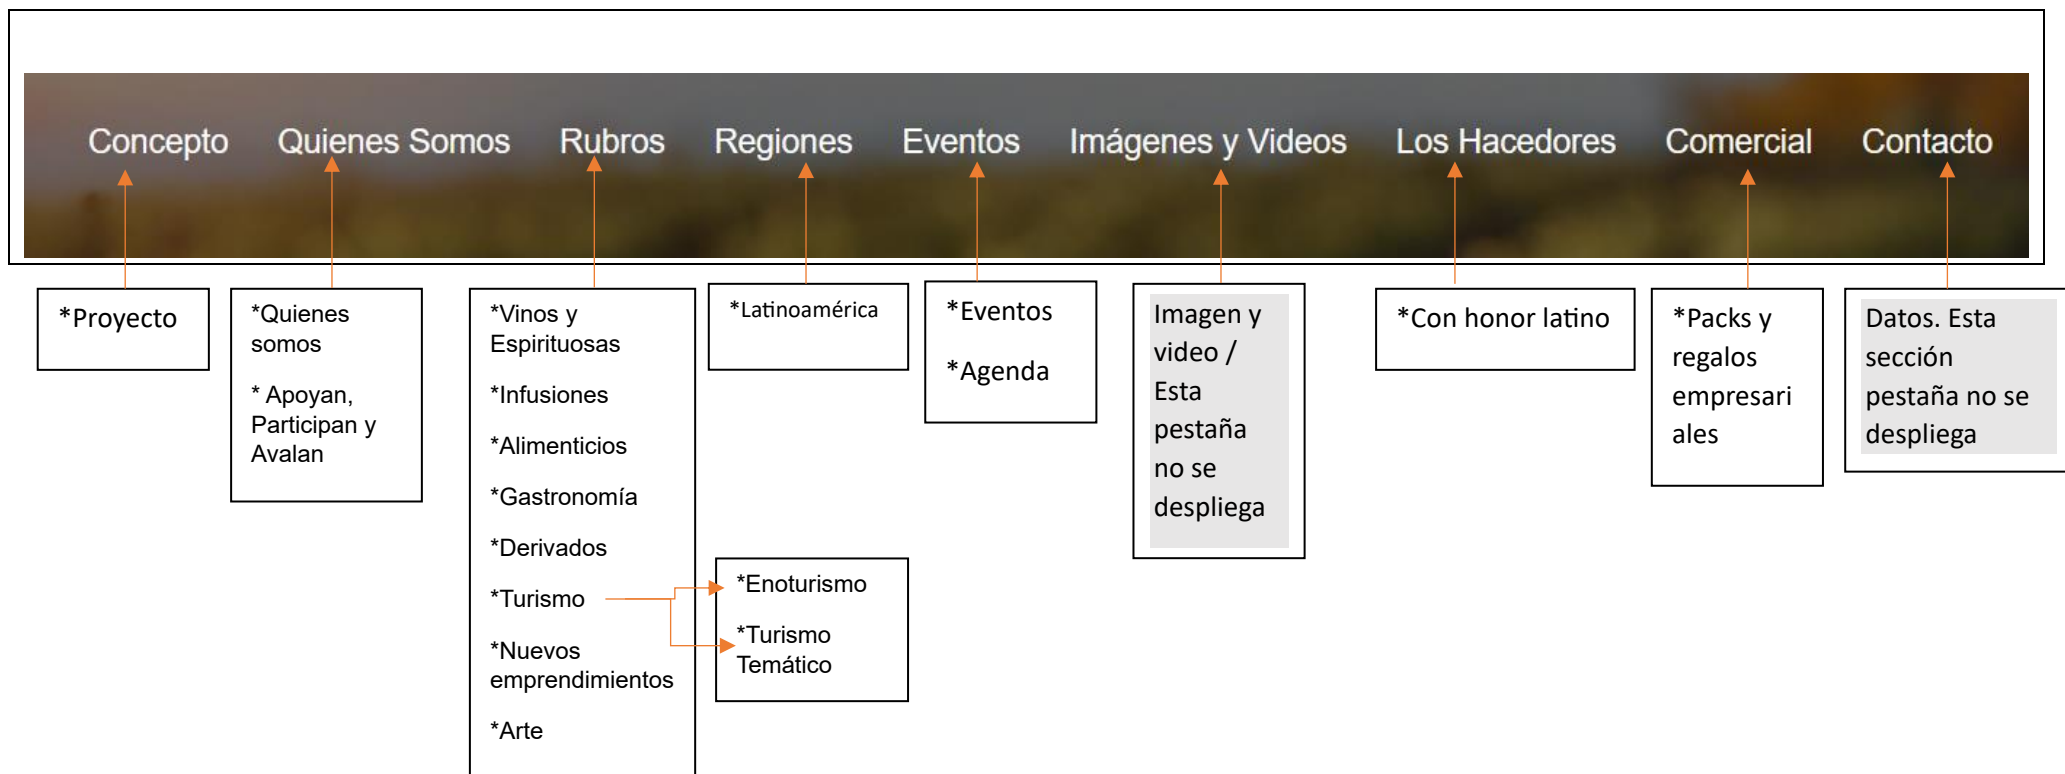 Concepto Quienes Somos Rubros Regiones Eventos Imágenes y Videos Los Hacedores Comercial Contacto
*Proyecto
*Quienes
somos
* Apoyan,
Participan y
Avalan
*Vinos y
Espirituosas
*Infusiones
*Alimenticios
*Gastronomía
*Derivados
*Turismo
*Nuevos
emprendimientos
*Arte
*Enoturismo
*Turismo
Temático
*Latinoamérica
*Eventos
*Agenda
Imagen y
video /
Esta
pestaña
no se
despliega
*Con honor latino
*Packs y
regalos
empresari
ales
Datos. Esta
sección
pestaña no se
despliega